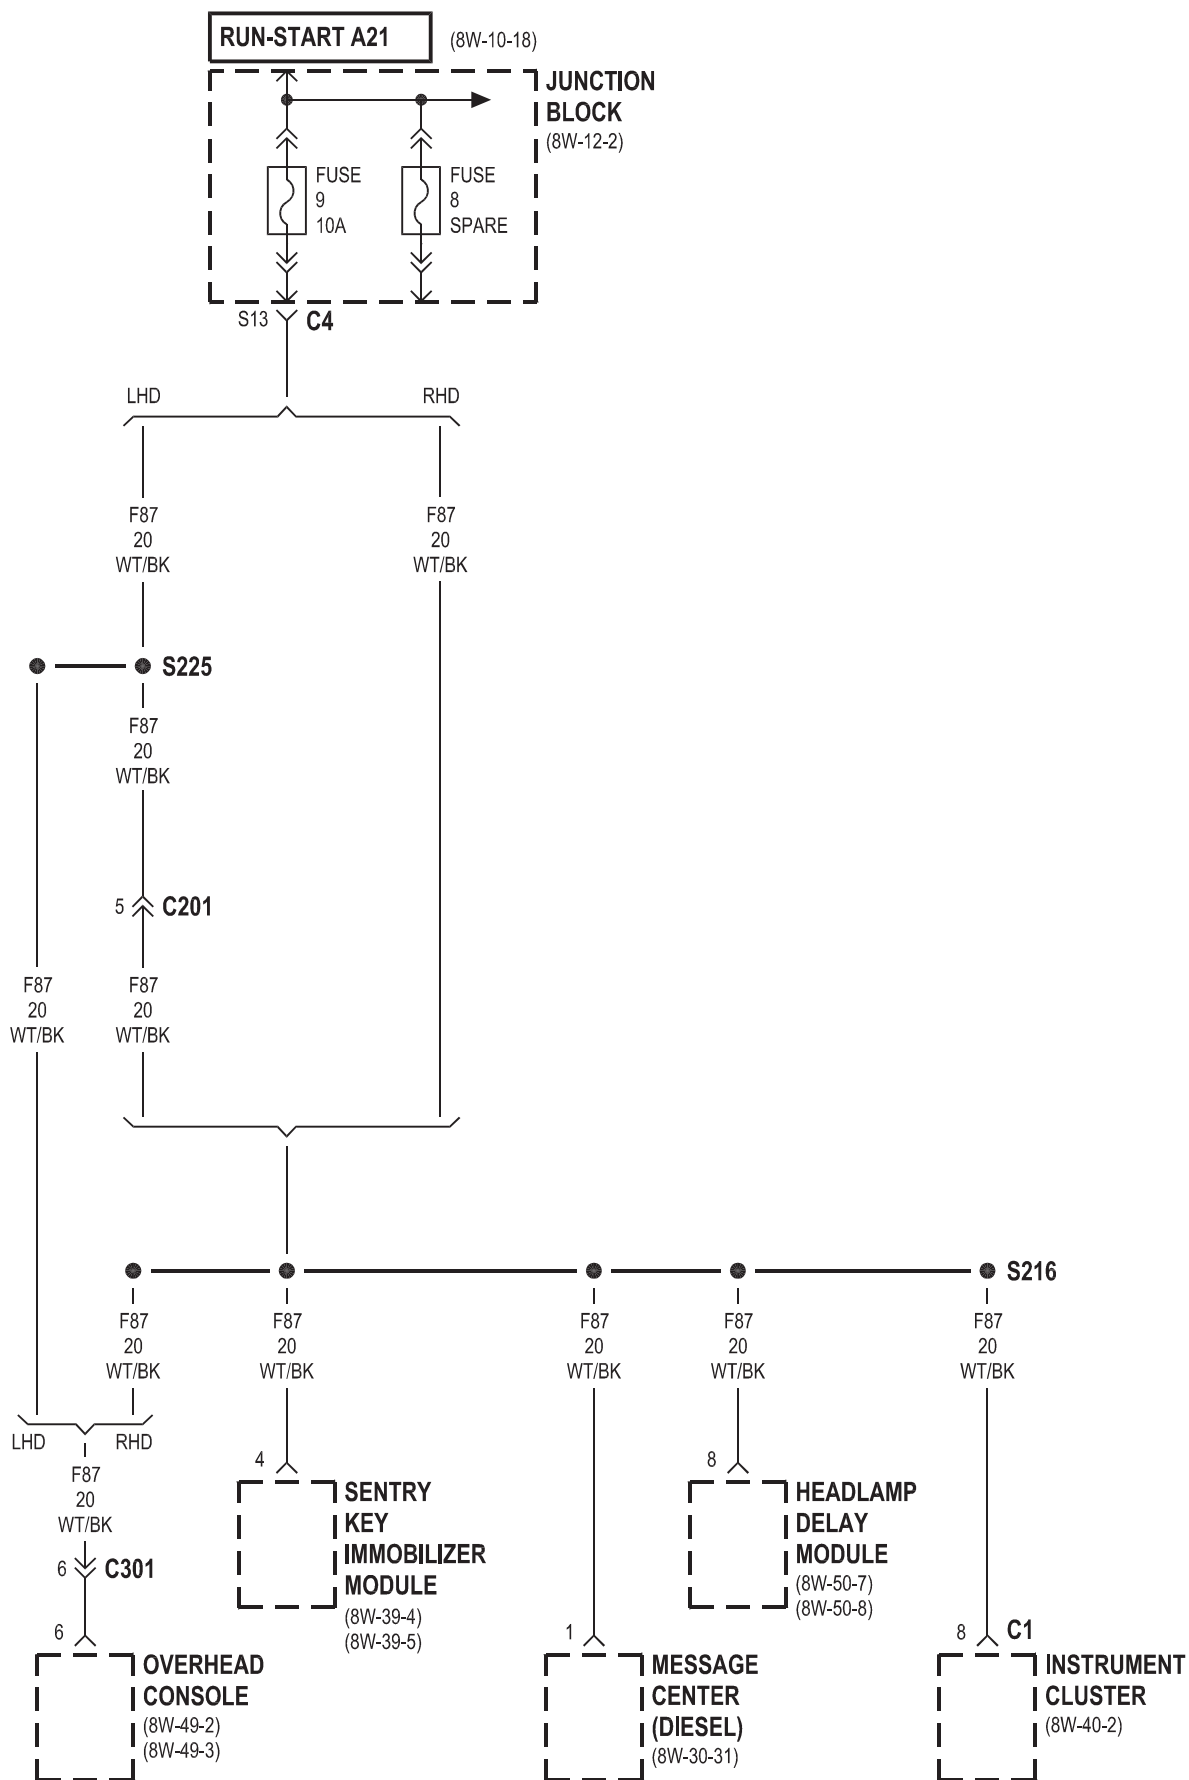 RUN-START A21
(8W-10-18)
JUNCTION
BLOCK
(8W-12-2)
FUSE
9
10A
FUSE
8
SPARE
S13
C4
LHD
RHD
F87
20
WT/BK
F87
20
WT/BK
S225
F87
20
WT/BK
5
C201
F87
20
WT/BK
F87
20
WT/BK
S216
F87
20
WT/BK
F87
20
WT/BK
F87
20
WT/BK
F87
20
WT/BK
F87
20
WT/BK
LHD
RHD
F87
20
WT/BK
6
C301
6
OVERHEAD
CONSOLE
(8W-49-2)
(8W-49-3)
4
SENTRY
KEY
IMMOBILIZER
MODULE
(8W-39-4)
(8W-39-5)
1
MESSAGE
CENTER
(DIESEL)
(8W-30-31)
8
HEADLAMP
DELAY
MODULE
(8W-50-7)
(8W-50-8)
8
C1
INSTRUMENT
CLUSTER
(8W-40-2)